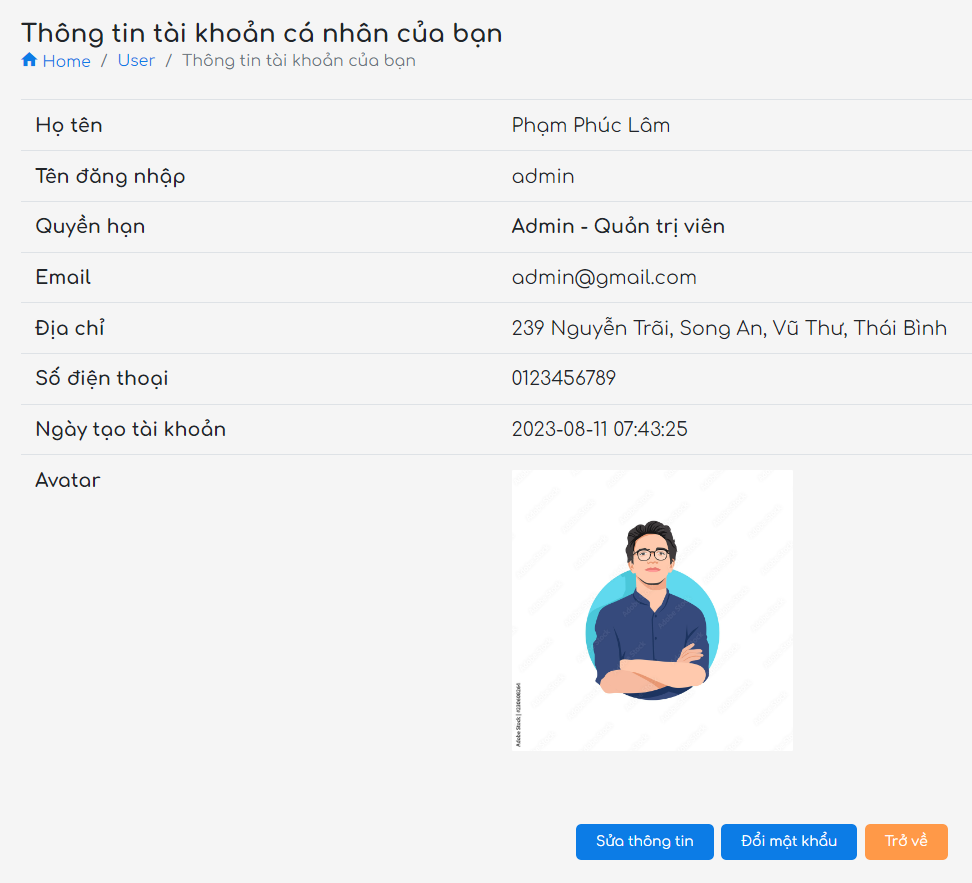 Thông tin tài khoản cá nhân của bạn
Home / User / Thông tin tài khoản của bạn
Họ tên Phạm Phúc Lâm
Tên đăng nhập admin
Quyền hạn Admin - Quản trị viên
Email admin@gmail.com
Địa chỉ 239 Nguyễn Trãi, Song An, Vũ Thư, Thái Bình
Số điện thoại 0123456789
Ngày tạo tài khoản 2023-08-11 07:43:25
Avatar
Adobe Stock
Sửa thông tin Đổi mật khẩu Trở về